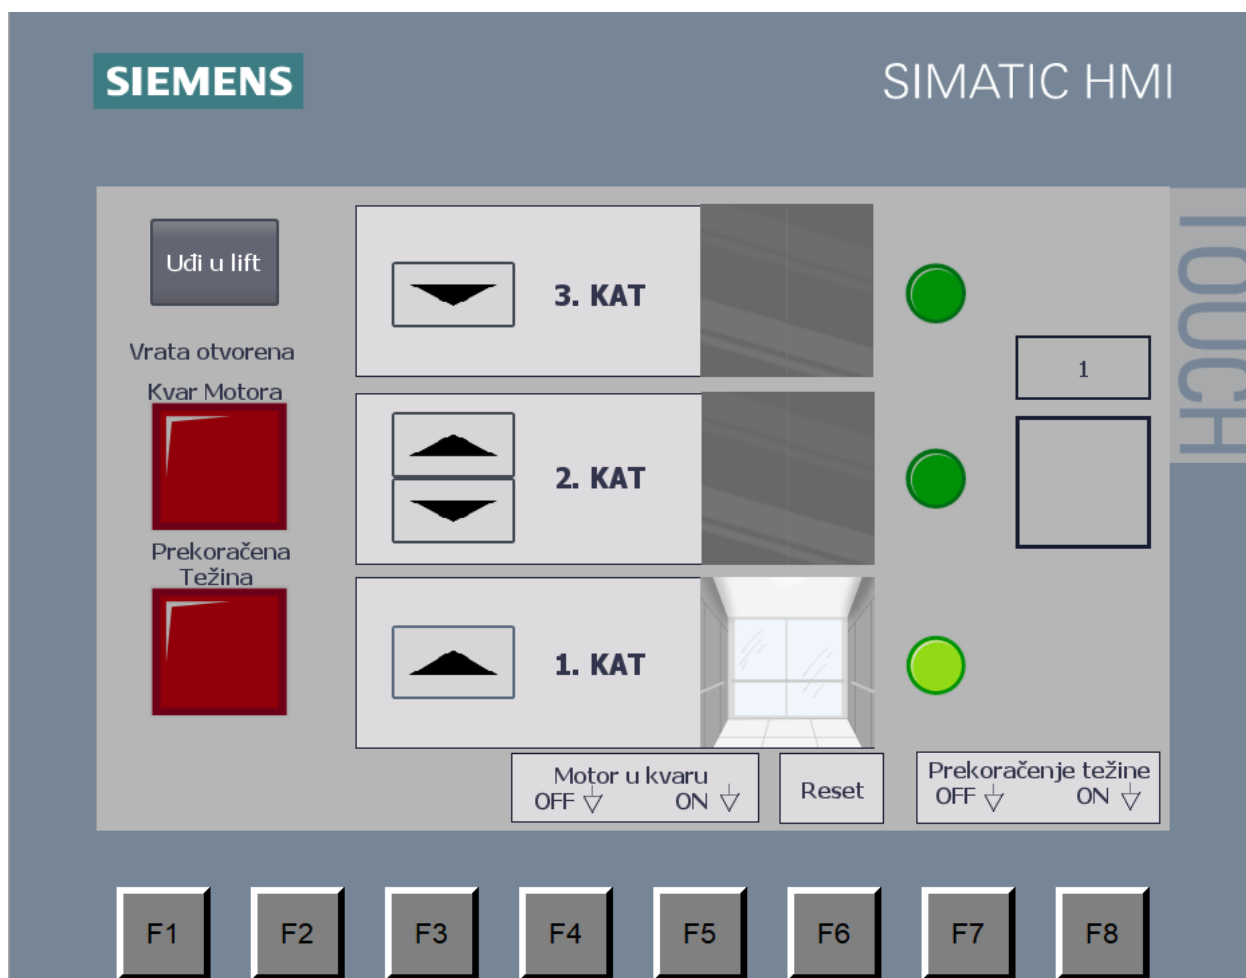 SIEMENS
SIMATIC HMI
TOUCH
Uđi u lift
Vrata otvorena
Kvar Motora
Prekoračena
Težina
3. KAT
2. KAT
1. KAT
1
Motor u kvaru
OFF ON
Reset
Prekoračenje težine
OFF ON
F1 F2 F3 F4 F5 F6 F7 F8